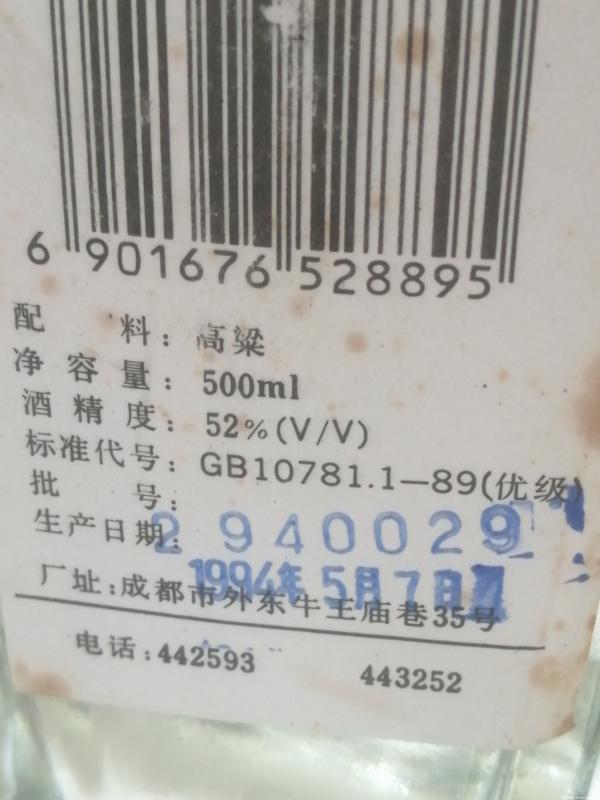 6 901676 528895
配料：高粱
净容量：500ml
酒精度：52%(V/V)
标准代号：GB10781.1—89(优级)
批号：2 940029
生产日期：1994年5月7日
厂址：成都市外东牛王庙巷35号
电话：442593 443252